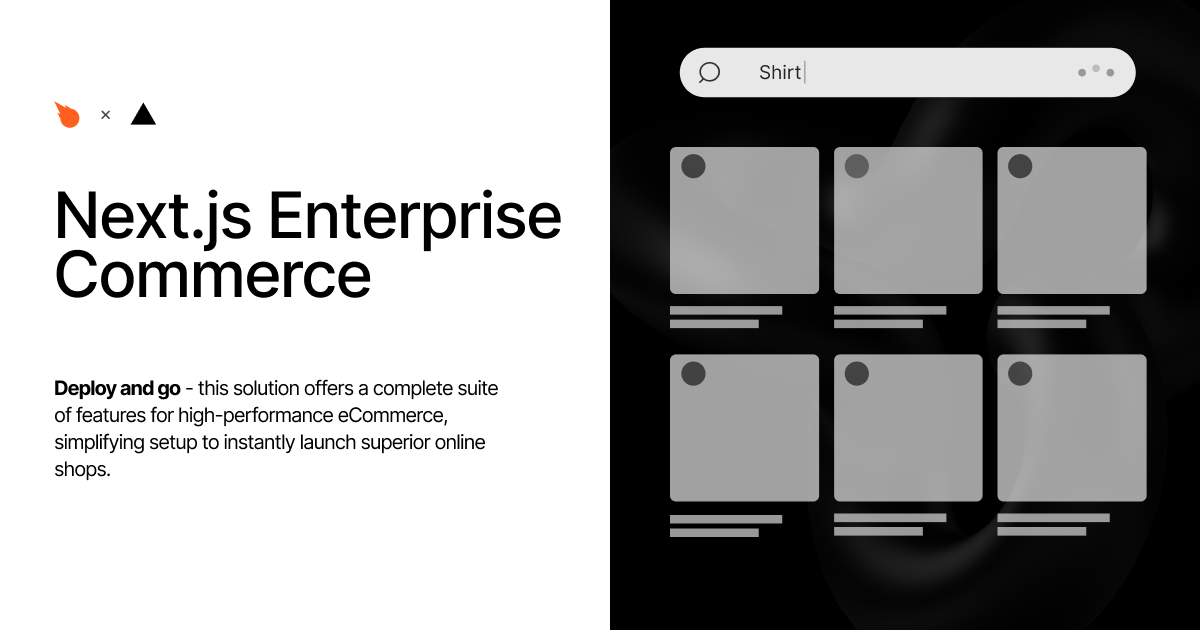 ×
Next.js Enterprise
Commerce
Deploy and go - this solution offers a complete suite
of features for high-performance eCommerce,
simplifying setup to instantly launch superior online
shops.
Shirt